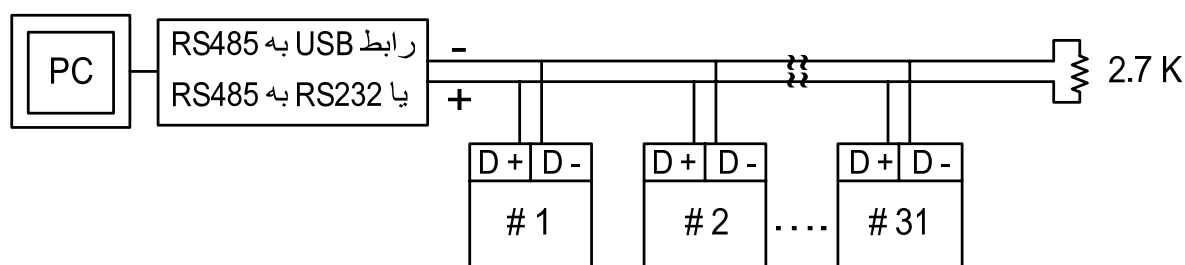 PC
رابط USB به RS485
یا RS232 به RS485
-
+
2.7 K
D + D -
D + D -
D + D -
# 1
# 2
....
# 31